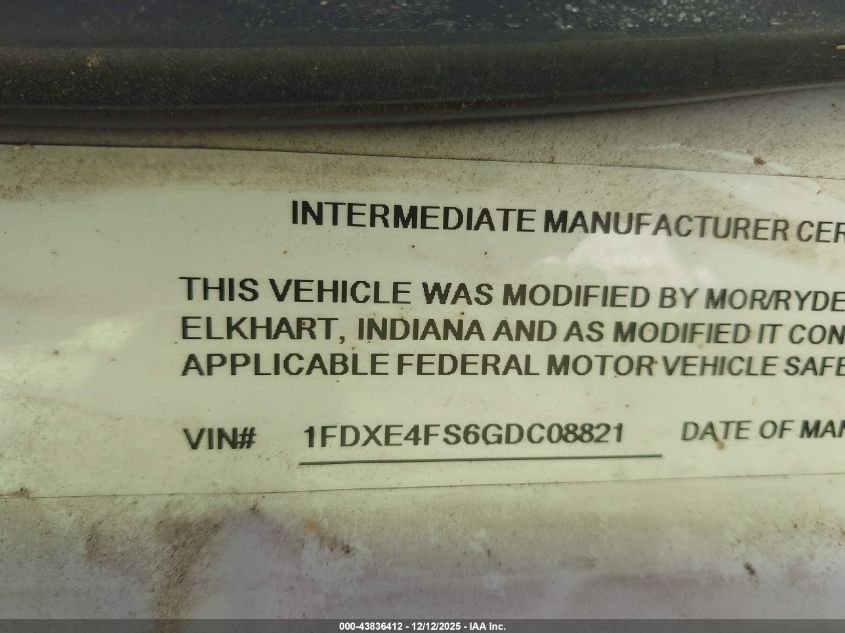 INTERMEDIATE MANUFACTURER CER
THIS VEHICLE WAS MODIFIED BY MOR/RYDE
ELKHART, INDIANA AND AS MODIFIED IT CON
APPLICABLE FEDERAL MOTOR VEHICLE SAFE
VIN# 1FDXE4FS6GDC08821 DATE OF MAN
000-43836412 - 12/12/2025 - IAA Inc.